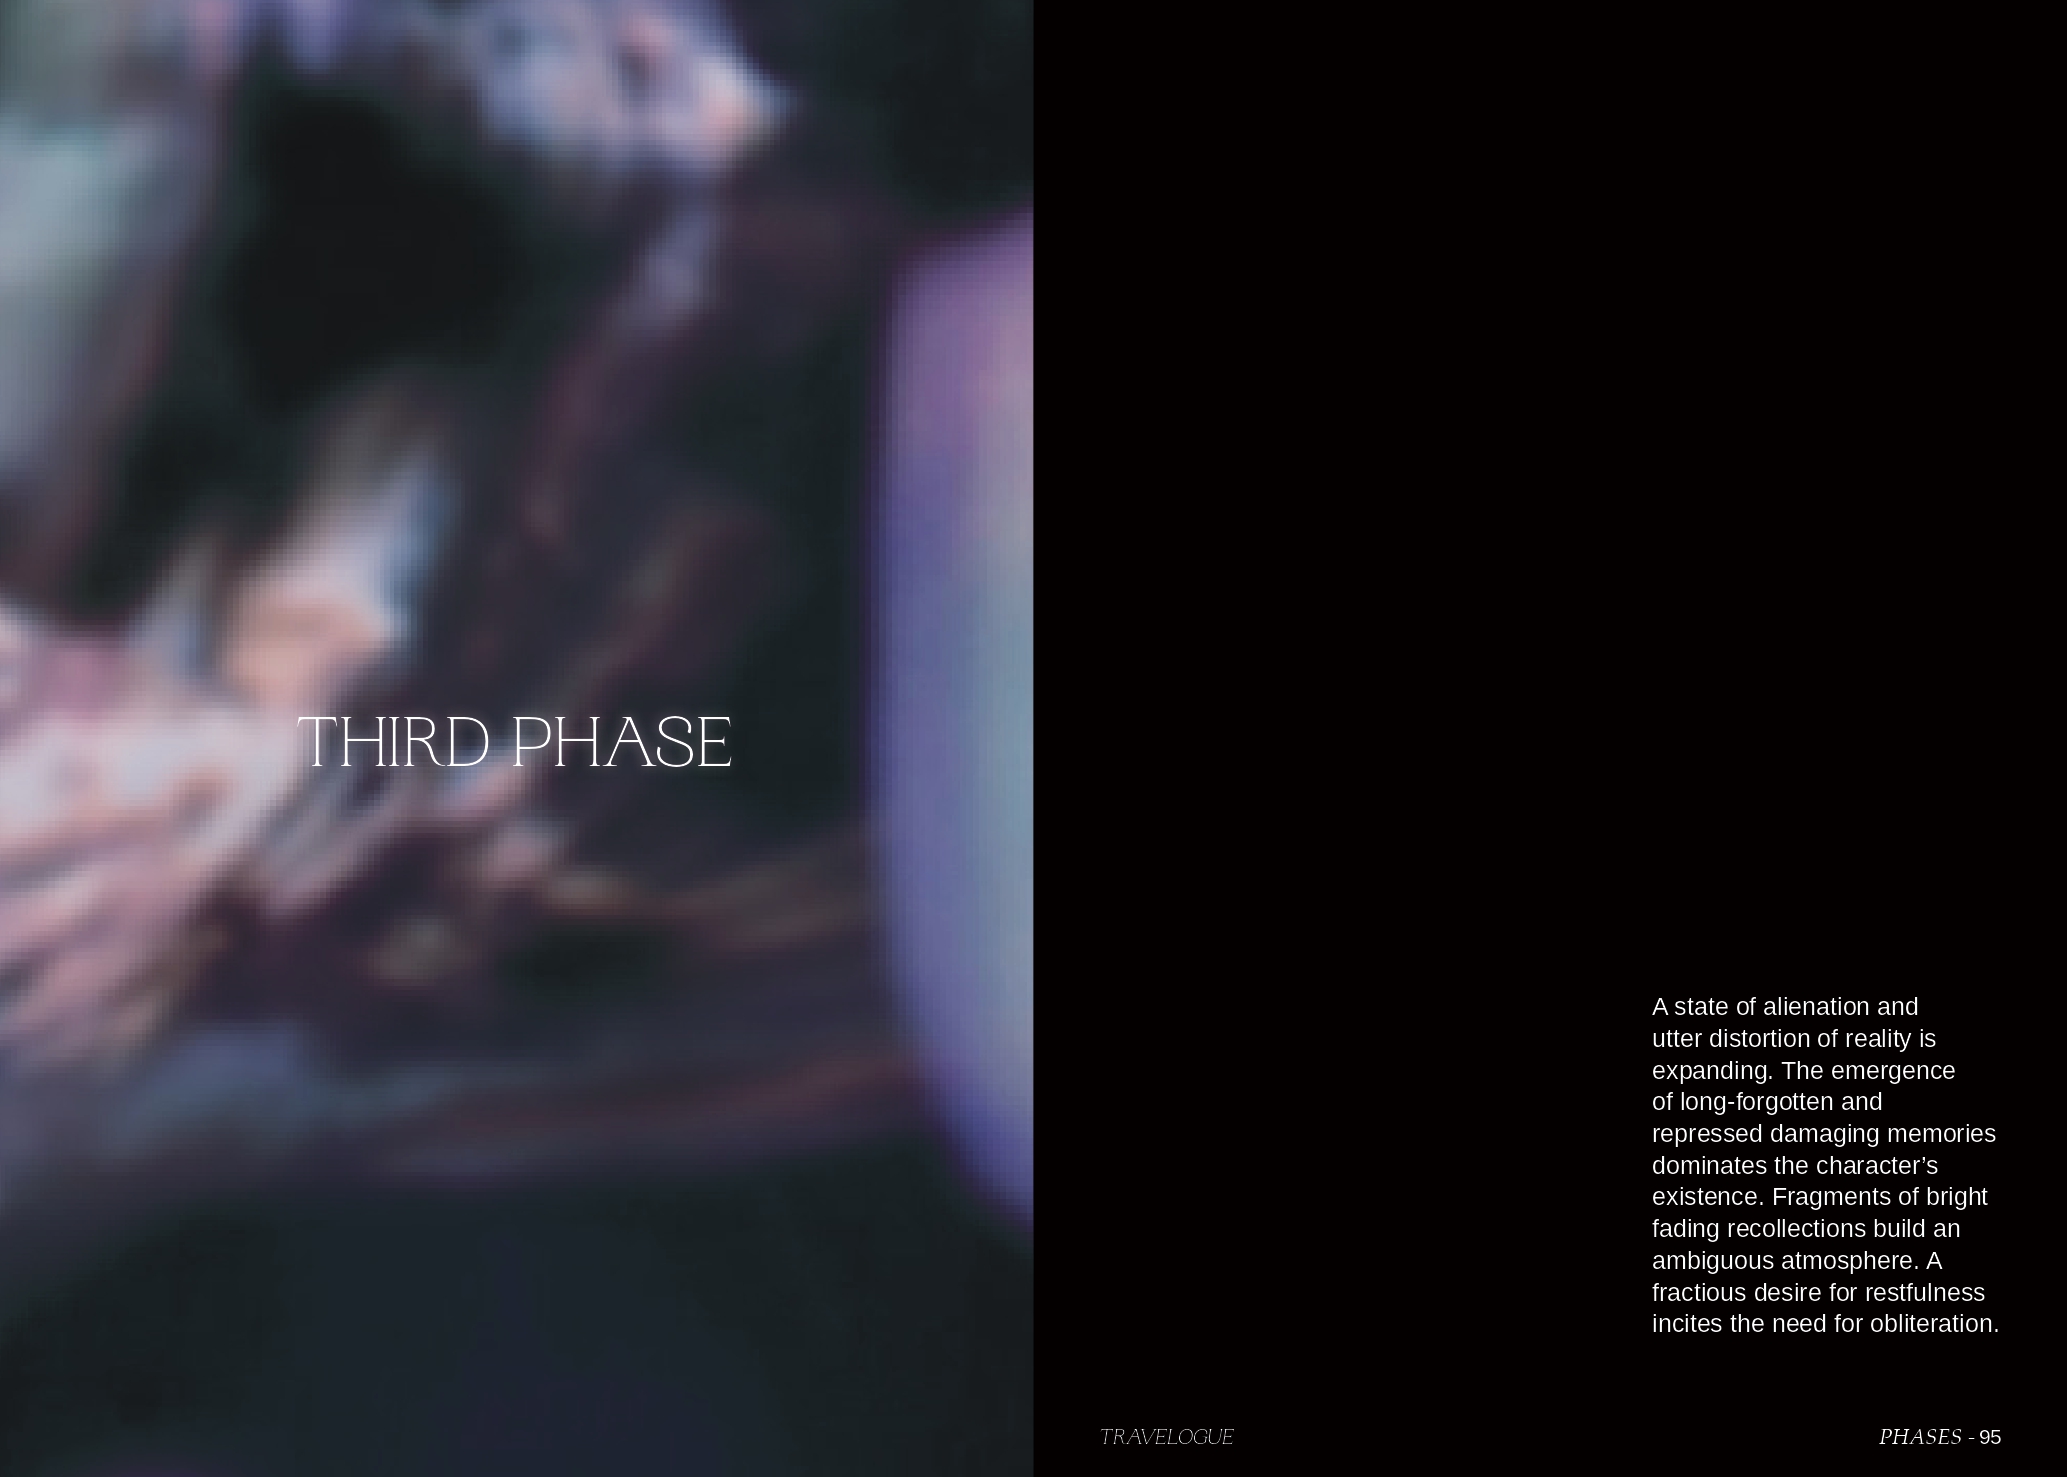 THIRD PHASE
A state of alienation and
utter distortion of reality is
expanding. The emergence
of long-forgotten and
repressed damaging memories
dominates the character’s
existence. Fragments of bright
fading recollections build an
ambiguous atmosphere. A
fractious desire for restfulness
incites the need for obliteration.
TRAVELOGUE
PHASES - 95